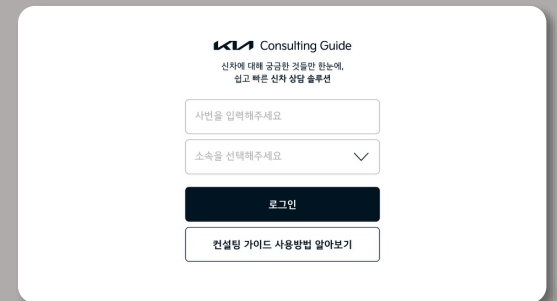 KIA Consulting Guide
신차에 대해 궁금한 것들만 한눈에,
쉽고 빠른 신차 상담 솔루션
사번을 입력해주세요
소속을 선택해주세요
로그인
컨설팅 가이드 사용방법 알아보기